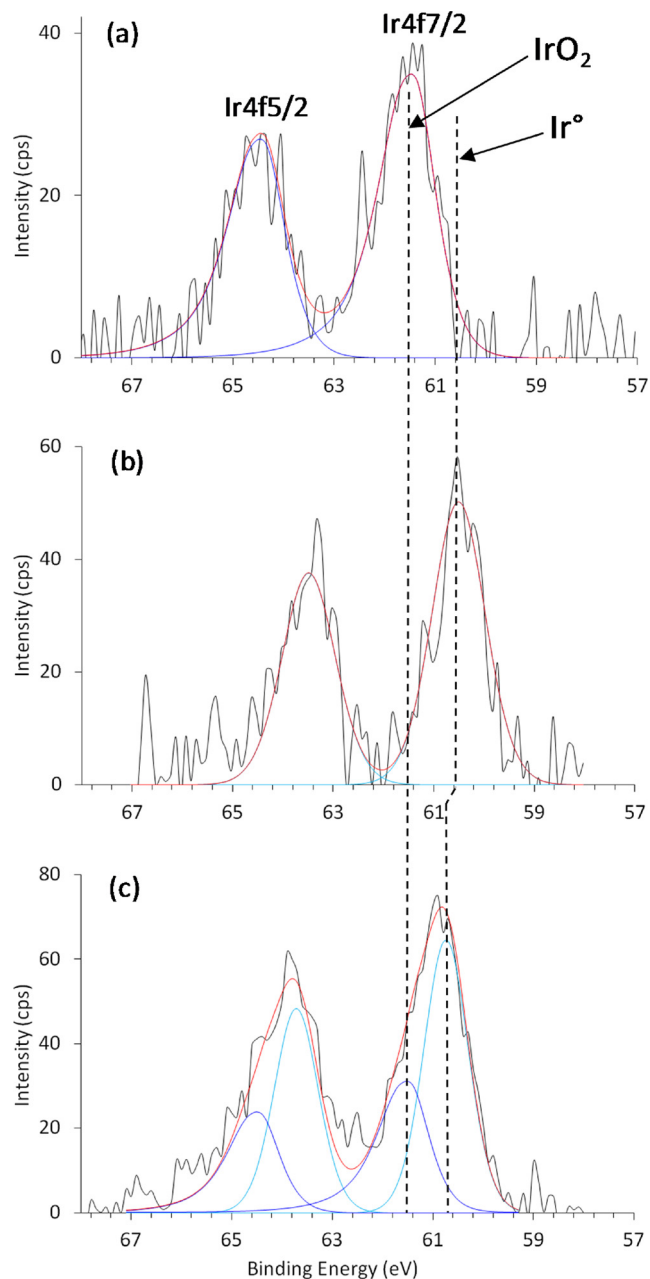 (a)
Ir4f7/2
IrO₂
Ir4f5/2
Ir°
Intensity (cps)
40
20
0
67 65 63 61 59 57
(b)
Intensity (cps)
60
40
20
0
67 65 63 61 59 57
(c)
Intensity (cps)
80
60
40
20
0
67 65 63 61 59 57
Binding Energy (eV)